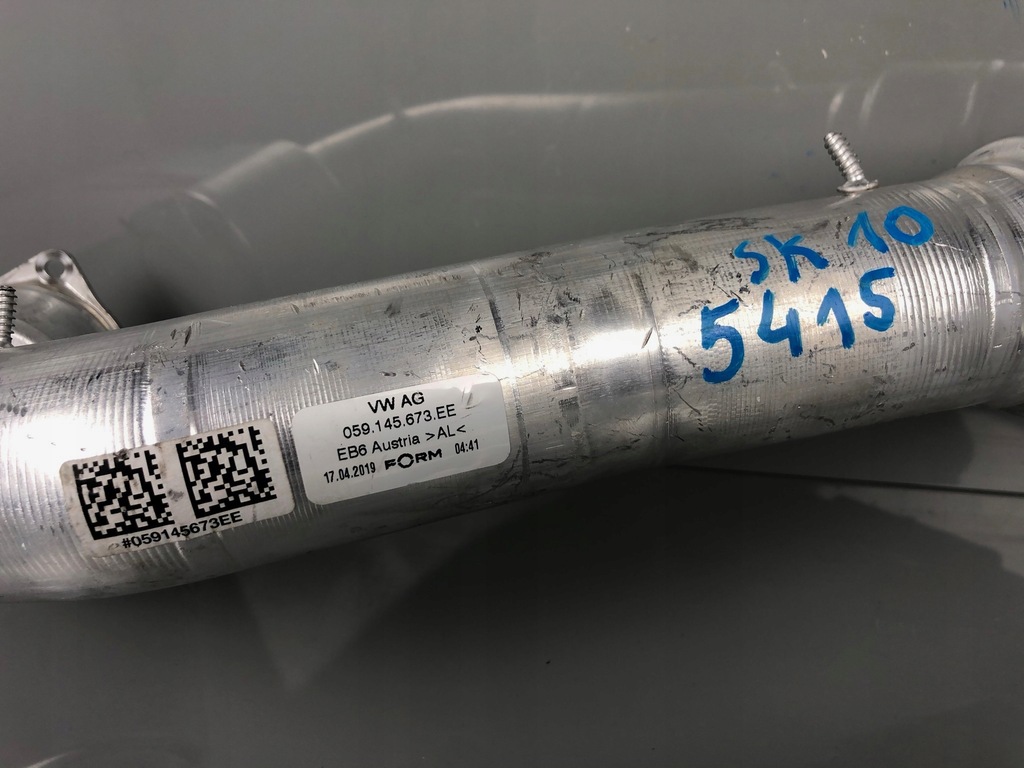 SK 10
5415
VW AG
059.145.673.EE
EB6 Austria >AL<
17.04.2019 FORM 04:41
#059145673EE